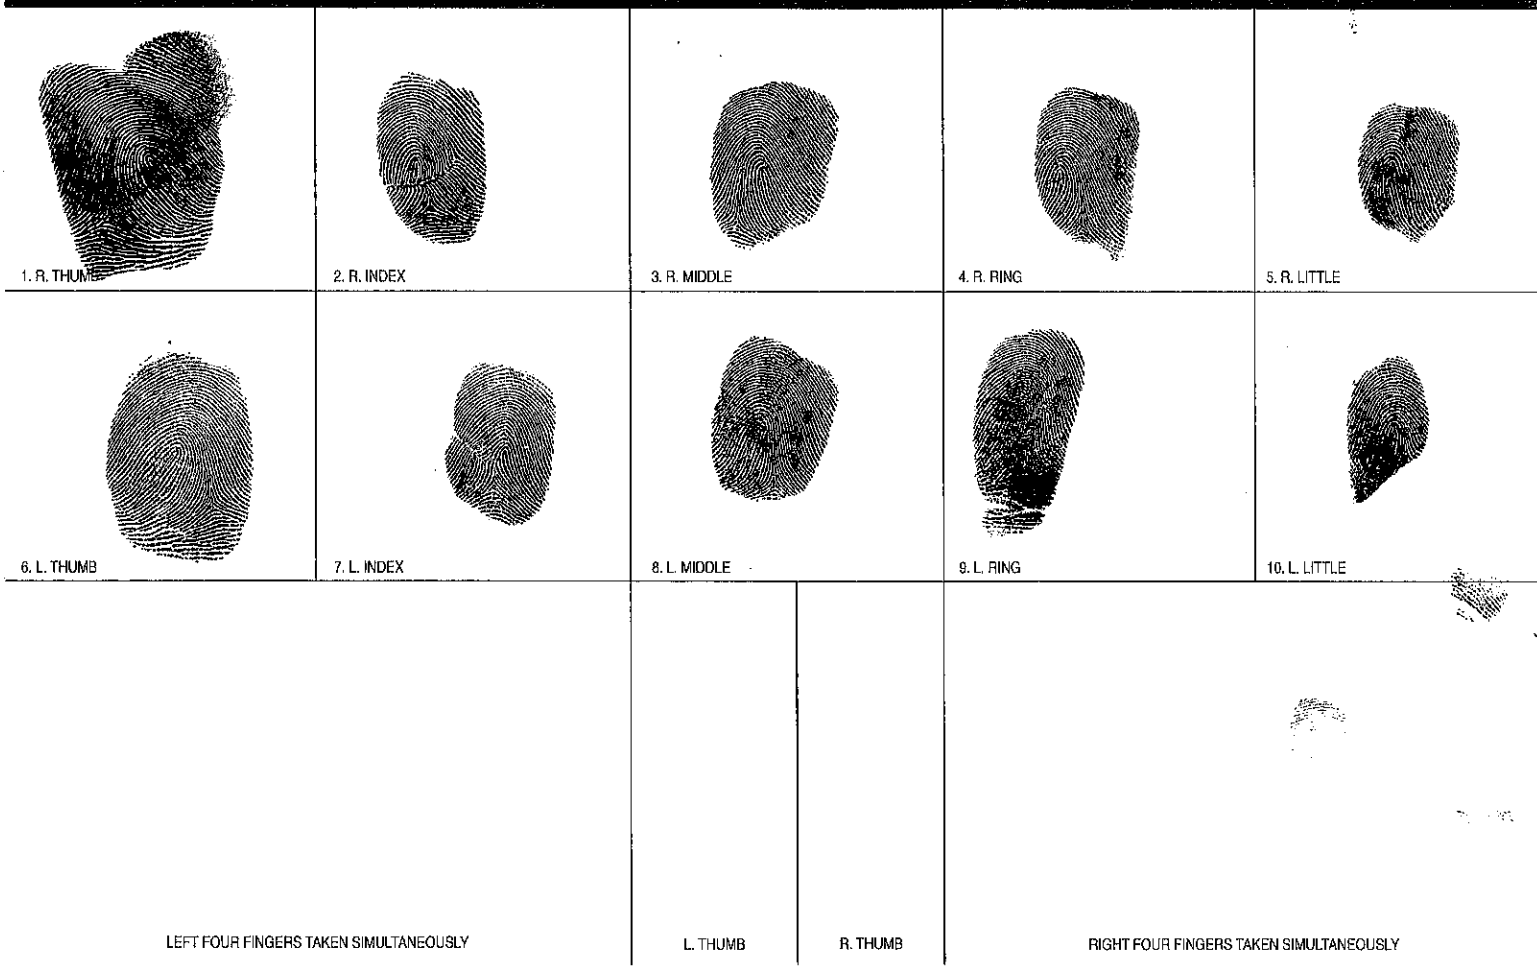 1. R. THUMB
2. R. INDEX
3. R. MIDDLE
4. R. RING
5. R. LITTLE
6. L. THUMB
7. L. INDEX
8. L. MIDDLE
9. L. RING
10. L. LITTLE
LEFT FOUR FINGERS TAKEN SIMULTANEOUSLY
L. THUMB
R. THUMB
RIGHT FOUR FINGERS TAKEN SIMULTANEOUSLY